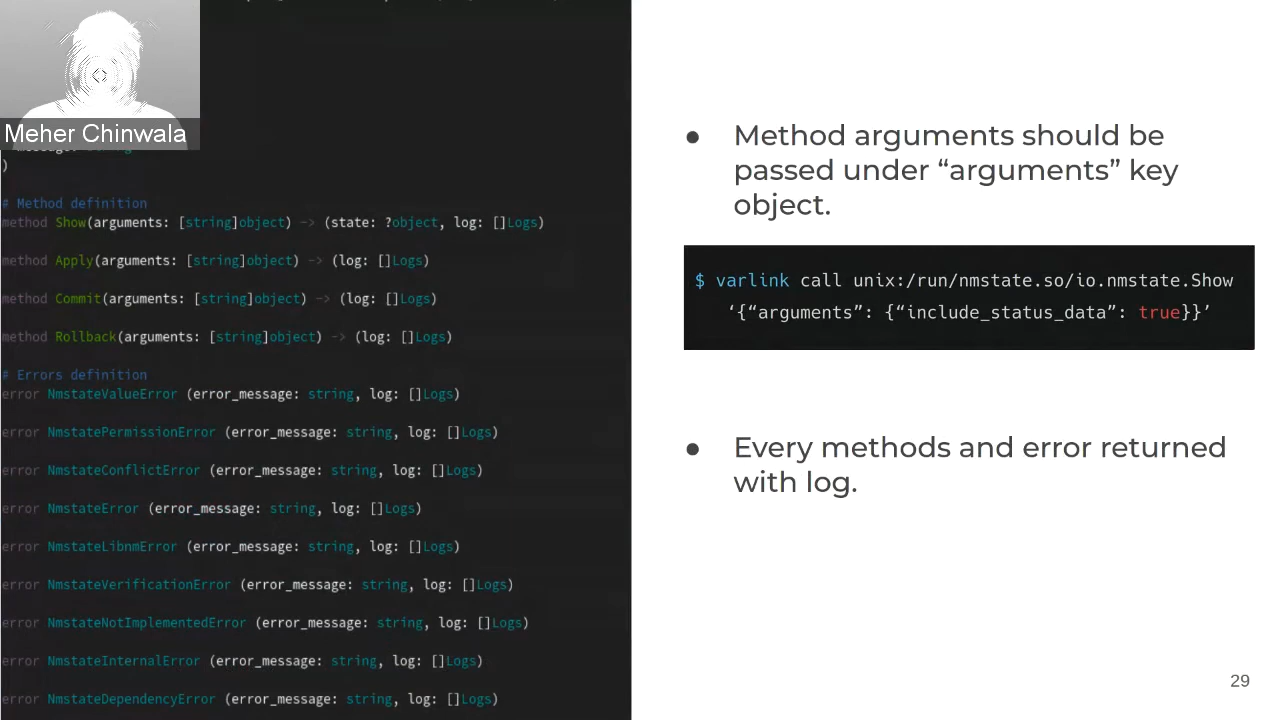 Meher Chinwala
)
# Method definition
method Show(arguments: [string]object) -> (state: ?object, log: []Logs)
method Apply(arguments: [string]object) -> (log: []Logs)
method Commit(arguments: [string]object) -> (log: []Logs)
method Rollback(arguments: [string]object) -> (log: []Logs)
# Errors definition
error NmstateValueError (error_message: string, log: []Logs)
error NmstatePermissionError (error_message: string, log: []Logs)
error NmstateConflictError (error_message: string, log: []Logs)
error NmstateError (error_message: string, log: []Logs)
error NmstateLibnmError (error_message: string, log: []Logs)
error NmstateVerificationError (error_message: string, log: []Logs)
error NmstateNotImplementedError (error_message: string, log: []Logs)
error NmstateInternalError (error_message: string, log: []Logs)
error NmstateDependencyError (error_message: string, log: []Logs)
● Method arguments should be
passed under “arguments” key
object.
$ varlink call unix:/run/nmstate.so/io.nmstate.Show
‘{“arguments”: {“include_status_data”: true}}’
● Every methods and error returned
with log.
29